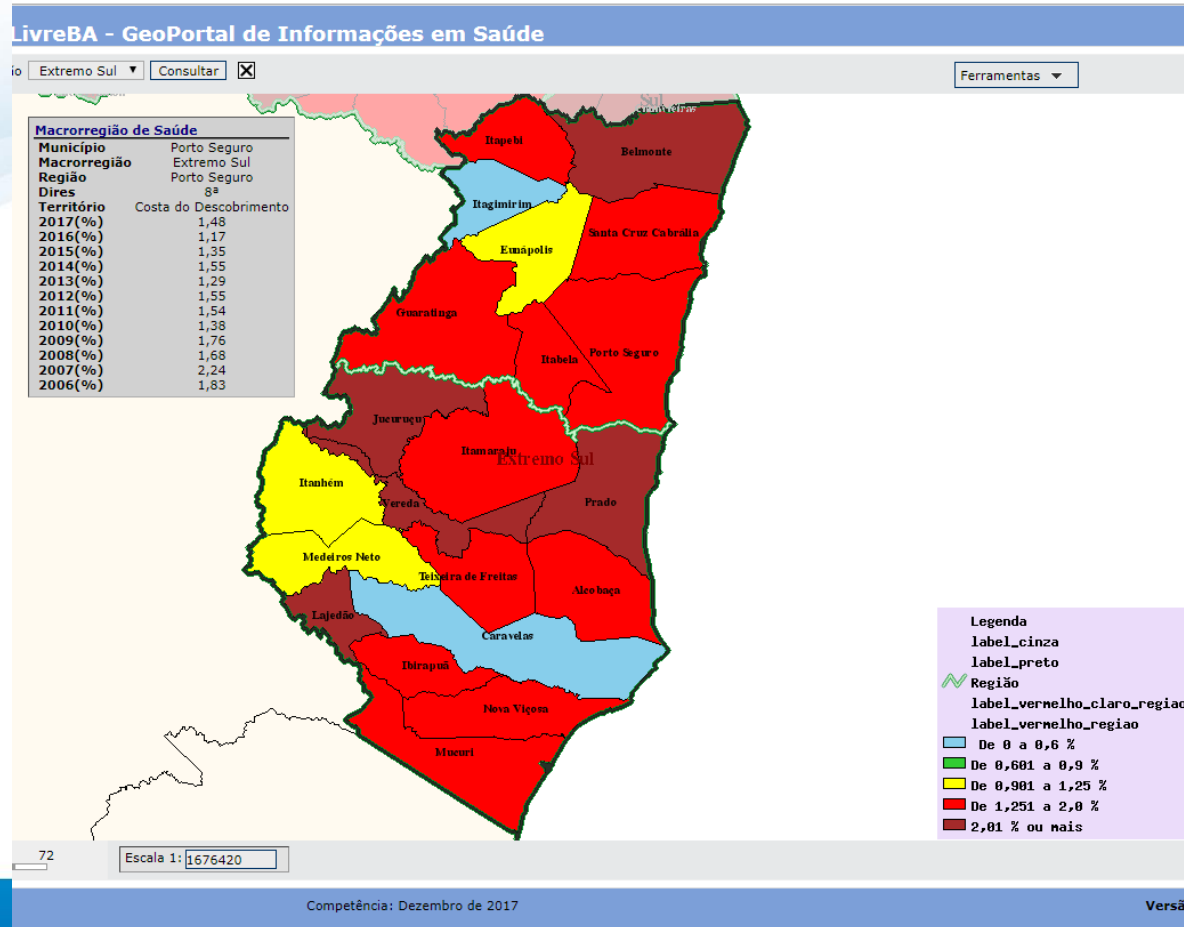 LivreBA - GeoPortal de Informações em Saúde
io Extremo Sul Consultar
Ferramentas
Macrorregião de Saúde
Município Porto Seguro
Macrorregião Extremo Sul
Região Porto Seguro
Dires 8ª
Território Costa do Descobrimento
2017(%) 1,48
2016(%) 1,17
2015(%) 1,35
2014(%) 1,55
2013(%) 1,29
2012(%) 1,55
2011(%) 1,54
2010(%) 1,38
2009(%) 1,76
2008(%) 1,68
2007(%) 2,24
2006(%) 1,83
Sul
Itapebi
Belmonte
Itagimirim
Santa Cruz Cabrália
Eunápolis
Guaratinga
Itabela
Porto Seguro
Jucuruçu
Itamaraju
Extremo Sul
Itanhém
Vereda
Prado
Medeiros Neto
Teixeira de Freitas
Alcobaça
Lajedão
Caravelas
Ibirapuã
Nova Viçosa
Mucuri
Legenda
label_cinza
label_preto
Região
label_vermelho_claro_regiao
label_vermelho_regiao
De 0 a 0,6 %
De 0,601 a 0,9 %
De 0,901 a 1,25 %
De 1,251 a 2,0 %
2,01 % ou mais
72
Escala 1: 1676420
Competência: Dezembro de 2017
Versã